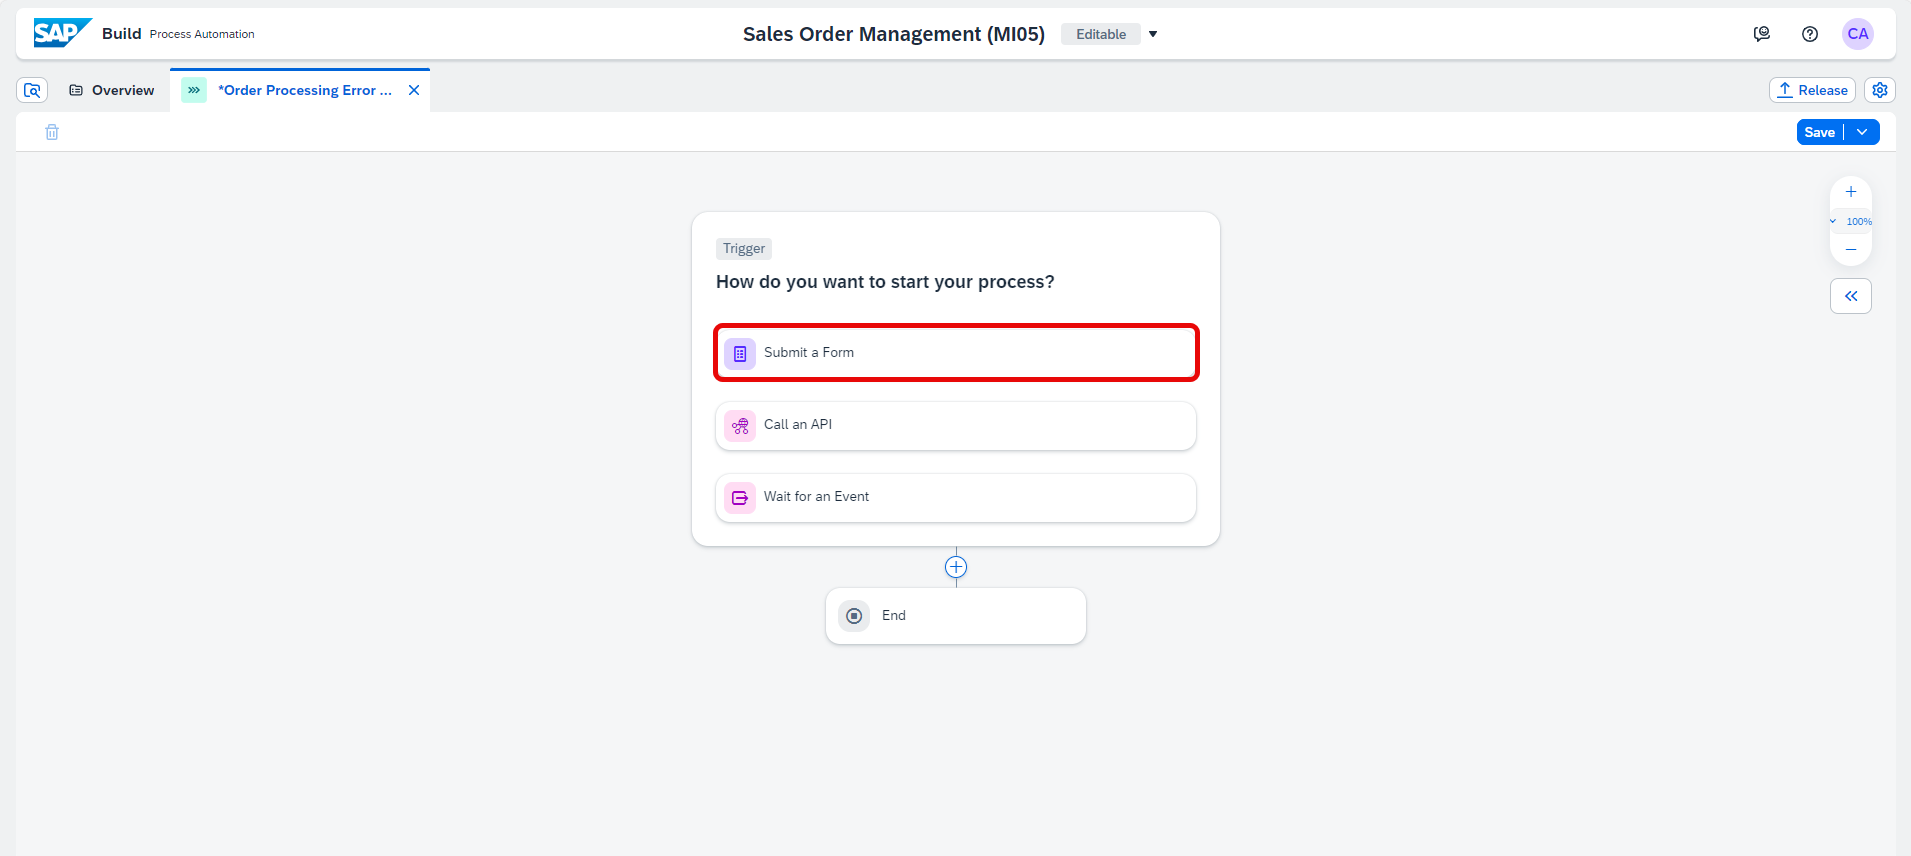 SAP Build Process Automation
Sales Order Management (MI05) Editable
CA
Overview
*Order Processing Error ...
Release
Save
100%
Trigger
How do you want to start your process?
Submit a Form
Call an API
Wait for an Event
End